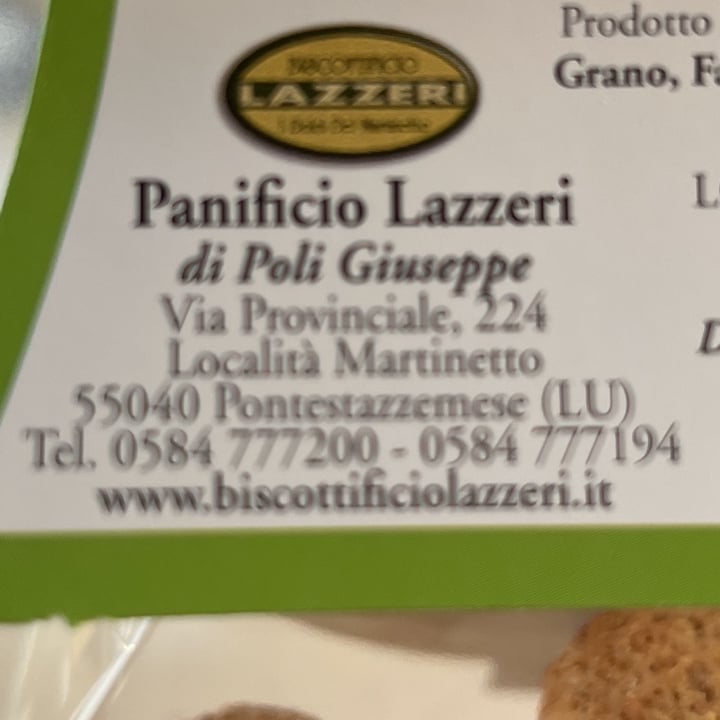 LAZZERI
Panificio Lazzeri
di Poli Giuseppe
Via Provinciale, 224
Località Martinetto
55040 Pontestazzemese (LU)
Tel. 0584 777200 - 0584 777194
www.biscottificiolazzeri.it
Prodotto
Grano,